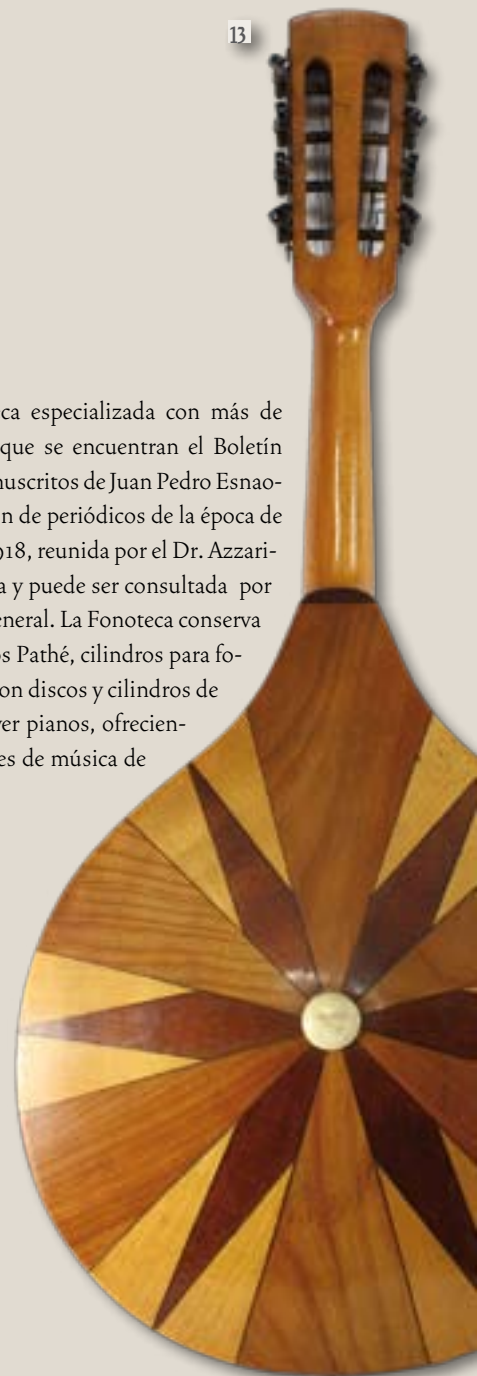 13
ca especializada con más de
que se encuentran el Boletín
nuscritos de Juan Pedro Esnao-
n de periódicos de la época de
918, reunida por el Dr. Azzari-
a y puede ser consultada por
eneral. La Fonoteca conserva
os Pathé, cilindros para fo-
on discos y cilindros de
yer pianos, ofrecien-
es de música de